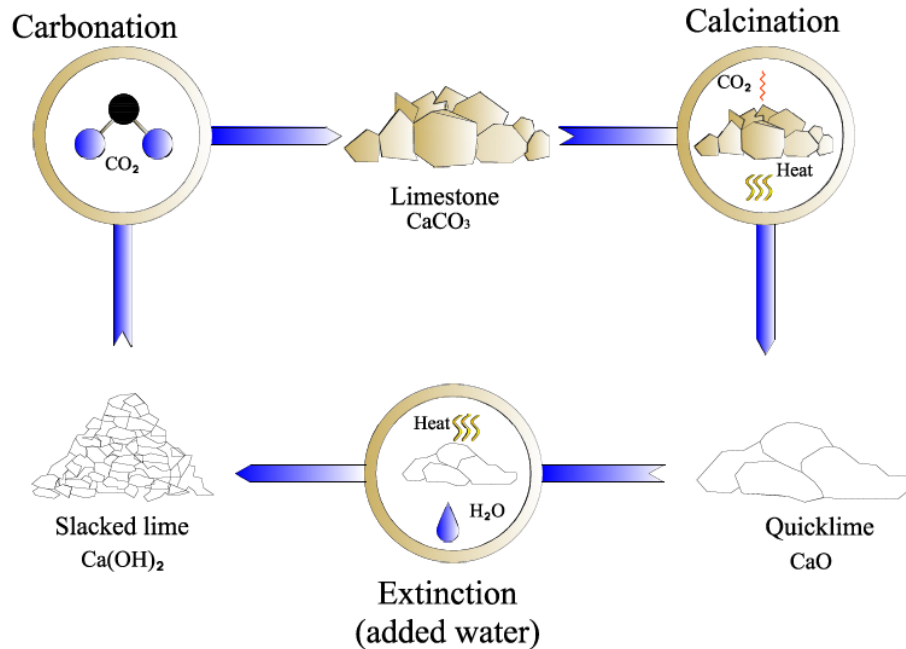 Carbonation
Calcination
CO₂
CO₂
Heat
Limestone
CaCO₃
Heat
H₂O
Slacked lime
Ca(OH)₂
Quicklime
CaO
Extinction
(added water)